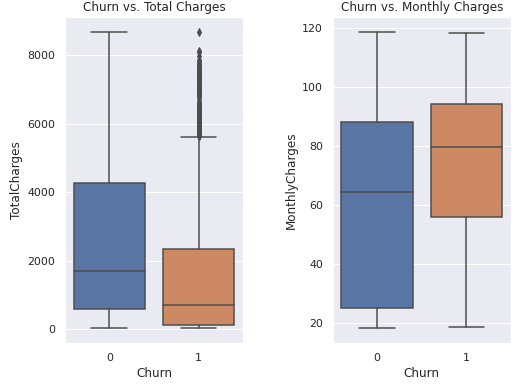 Churn vs. Total Charges
TotalCharges
8000
6000
4000
2000
0
0 1
Churn
Churn vs. Monthly Charges
MonthlyCharges
120
100
80
60
40
20
0 1
Churn